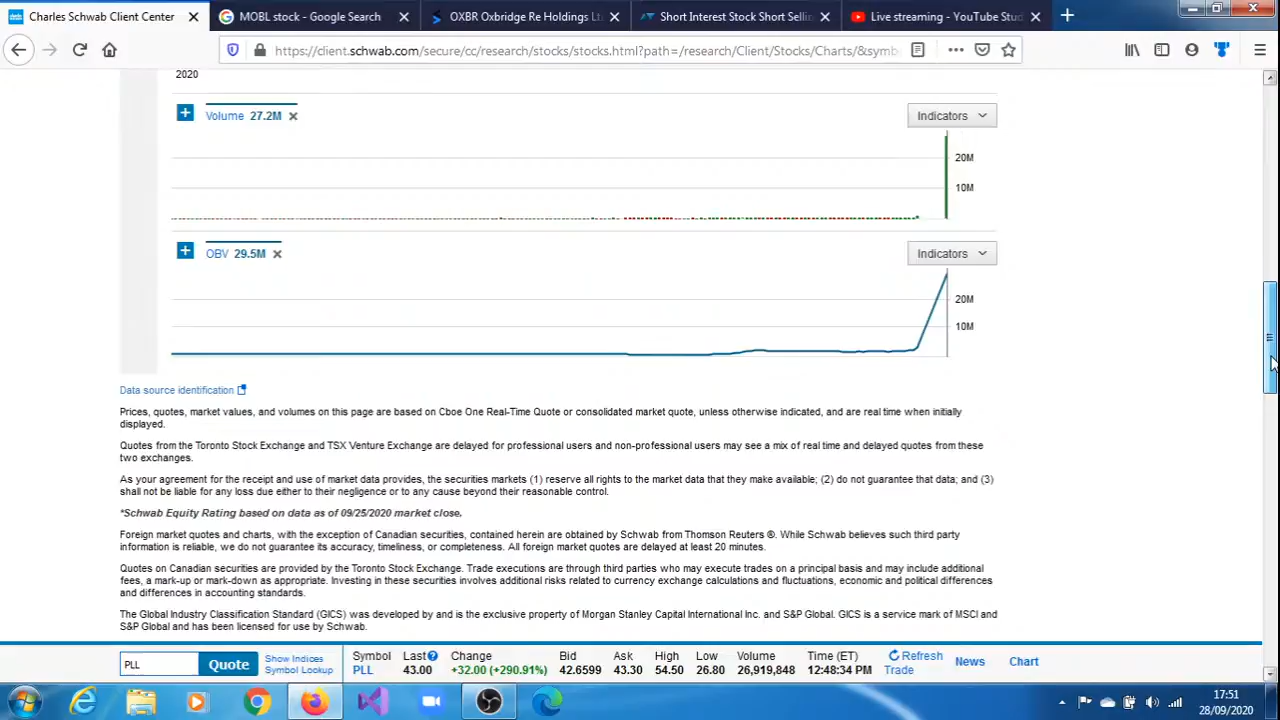 Charles Schwab Client Center
MOBL stock - Google Search
OXBR Oxbridge Re Holdings Lt
Short Interest Stock Short Selli
Live streaming - YouTube Stud
https://client.schwab.com/secure/cc/research/stocks/stocks.html?path=/research/Client/Stocks/Charts/&symb
2020
Volume 27.2M
Indicators
20M
10M
OBV 29.5M
Indicators
20M
10M
Data source identification
Prices, quotes, market values, and volumes on this page are based on Cboe One Real-Time Quote or consolidated market quote, unless otherwise indicated, and are real time when initially
displayed.
Quotes from the Toronto Stock Exchange and TSX Venture Exchange are delayed for professional users and non-professional users may see a mix of real time and delayed quotes from these
two exchanges.
As your agreement for the receipt and use of market data provides, the securities markets (1) reserve all rights to the market data that they make available; (2) do not guarantee that data; and (3)
shall not be liable for any loss due either to their negligence or to any cause beyond their reasonable control.
*Schwab Equity Rating based on data as of 09/25/2020 market close.
Foreign market quotes and charts, with the exception of Canadian securities, contained herein are obtained by Schwab from Thomson Reuters ®. While Schwab believes such third party
information is reliable, we do not guarantee its accuracy, timeliness, or completeness. All foreign market quotes are delayed at least 20 minutes.
Quotes on Canadian securities are provided by the Toronto Stock Exchange. Trade executions are through third parties who may execute trades on a principal basis and may include additional
fees, a mark-up or mark-down as appropriate. Investing in these securities involves additional risks related to currency exchange calculations and fluctuations, economic and political differences
and differences in accounting standards.
The Global Industry Classification Standard (GICS) was developed by and is the exclusive property of Morgan Stanley Capital International Inc. and S&P Global. GICS is a service mark of MSCI and
S&P Global and has been licensed for use by Schwab.
PLL Quote Show Indices
Symbol Lookup
Symbol Last Change Bid Ask High Low Volume Time (ET) Refresh
PLL 43.00 +32.00 (+290.91%) 42.6599 43.30 54.50 26.80 26,919,848 12:48:34 PM Trade
News Chart
17:51
28/09/2020